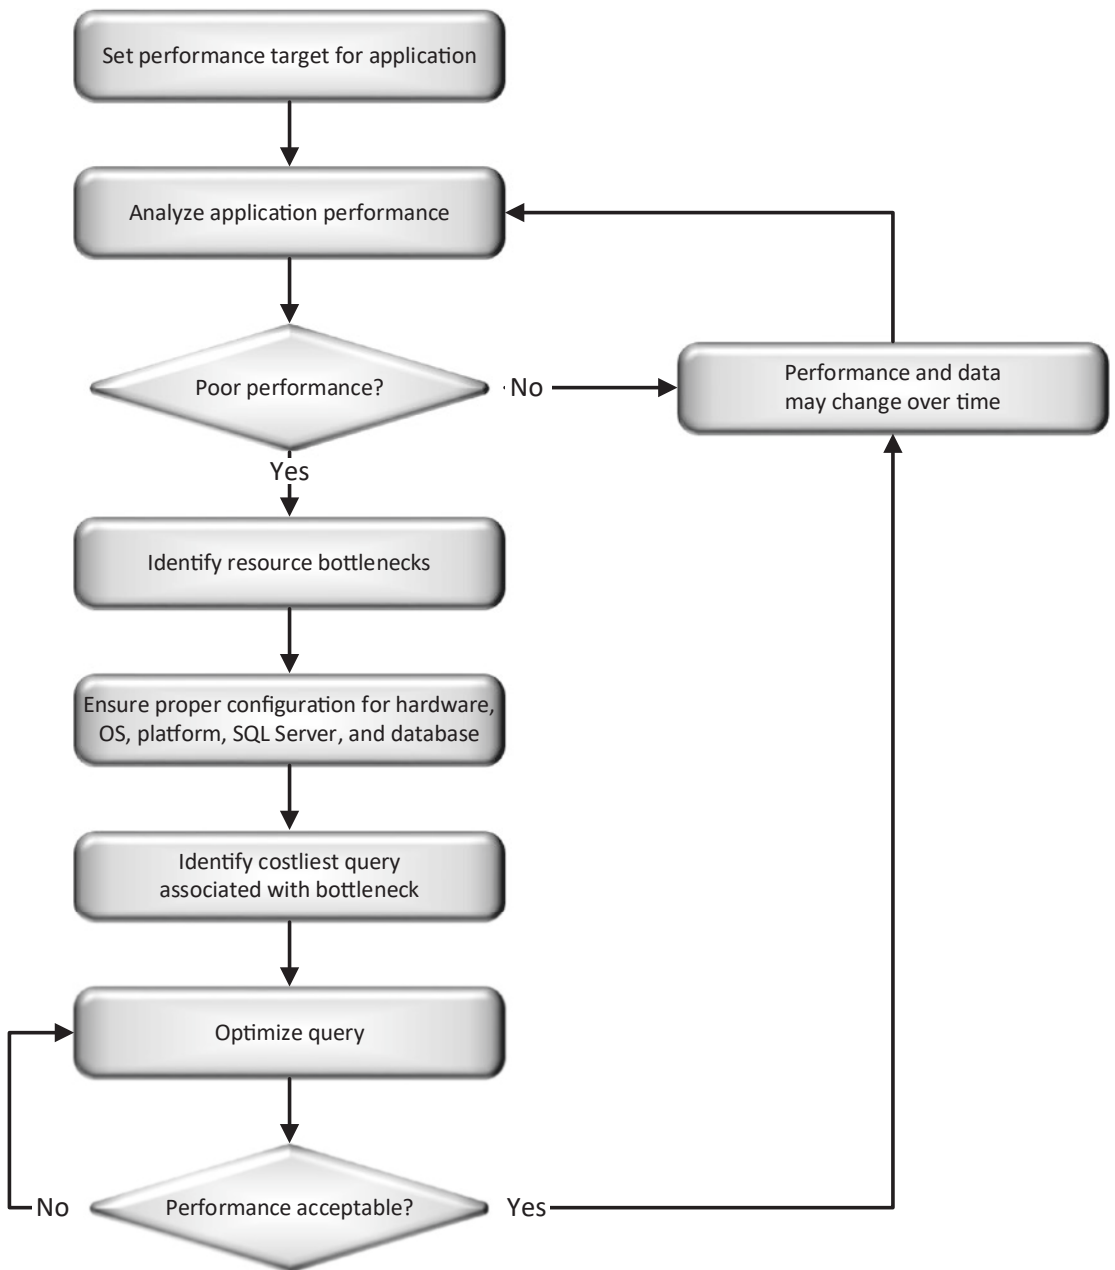 Set performance target for application
Analyze application performance
Poor performance?
No
Performance and data
may change over time
Yes
Identify resource bottlenecks
Ensure proper configuration for hardware,
OS, platform, SQL Server, and database
Identify costliest query
associated with bottleneck
Optimize query
No
Performance acceptable?
Yes